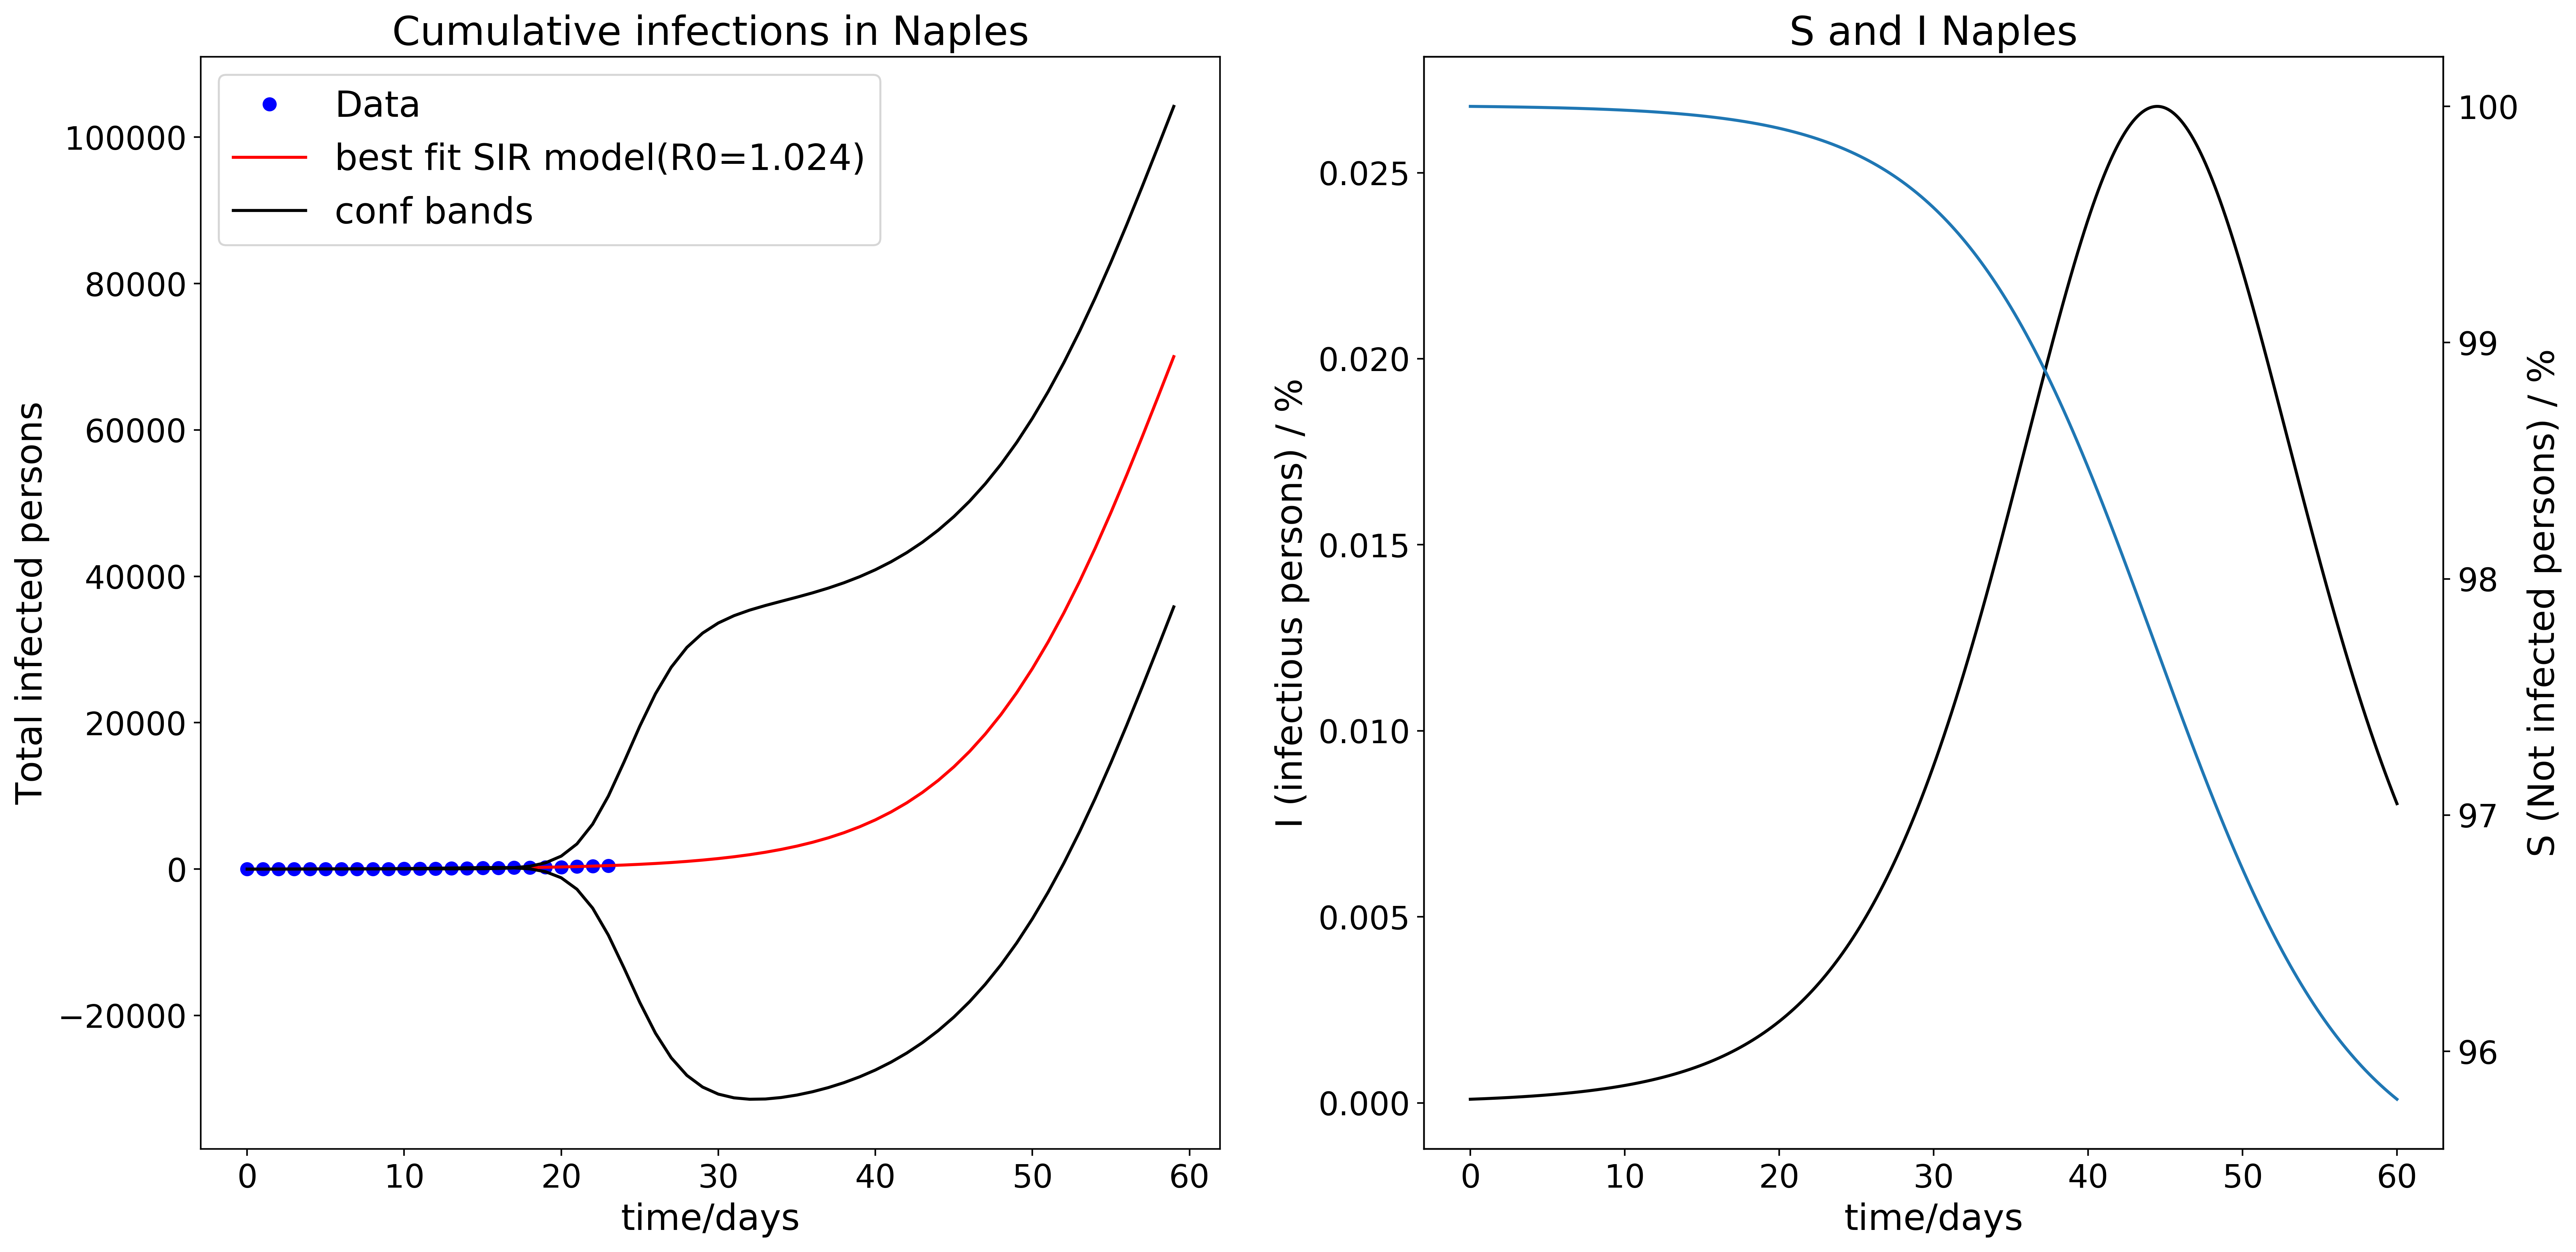 Cumulative infections in Naples
Data
best fit SIR model(R0=1.024)
conf bands
Total infected persons
100000
80000
60000
40000
20000
0
−20000
0 10 20 30 40 50 60
time/days
S and I Naples
I (infectious persons) / %
0.025
0.020
0.015
0.010
0.005
0.000
0 10 20 30 40 50 60
time/days
100
99
98
97
96
S (Not infected persons) / %